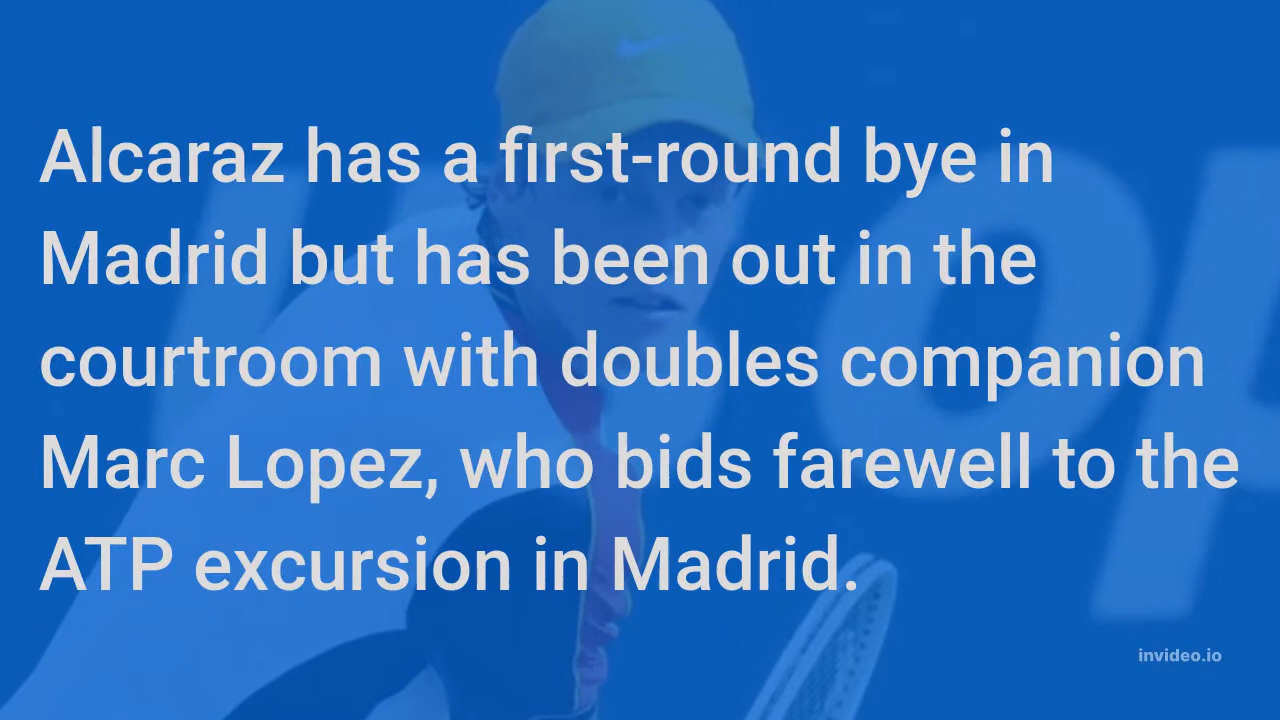 Alcaraz has a first-round bye in
Madrid but has been out in the
courtroom with doubles companion
Marc Lopez, who bids farewell to the
ATP excursion in Madrid.
invideo.io